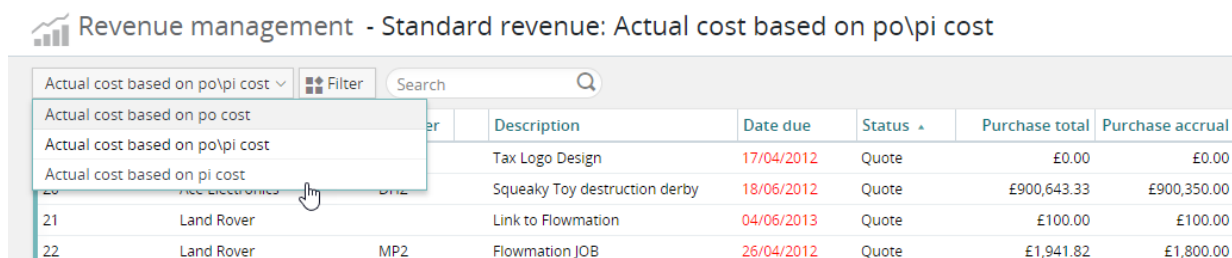 Revenue management - Standard revenue: Actual cost based on po\pi cost
Actual cost based on po\pi cost Filter Search
Actual cost based on po cost
er Description Date due Status Purchase total Purchase accrual
Actual cost based on po\pi cost
Tax Logo Design 17/04/2012 Quote £0.00 £0.00
Actual cost based on pi cost
Squeaky Toy destruction derby 18/06/2012 Quote £900,643.33 £900,350.00
21 Land Rover Link to Flowmation 04/06/2013 Quote £100.00 £100.00
22 Land Rover MP2 Flowmation JOB 26/04/2012 Quote £1,941.82 £1,800.00